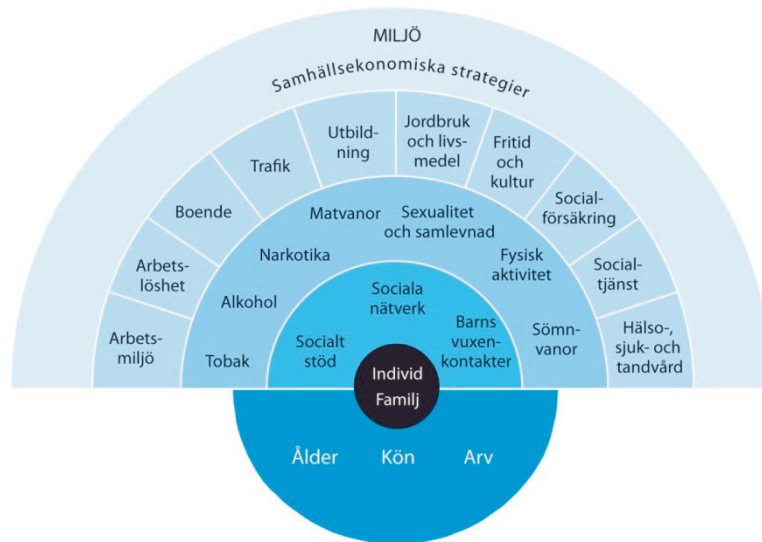 MILJÖ
Samhällsekonomiska strategier
Arbets-
miljö
Arbets-
löshet
Boende
Trafik
Utbild-
ning
Jordbruk
och livs-
medel
Fritid
och
kultur
Social-
försäkring
Social-
tjänst
Hälso-,
sjuk- och
tandvård
Tobak
Alkohol
Narkotika
Matvanor
Sexualitet
och samlevnad
Fysisk
aktivitet
Sömn-
vanor
Socialt
stöd
Sociala
nätverk
Barns
vuxen-
kontakter
Individ
Familj
Ålder Kön Arv